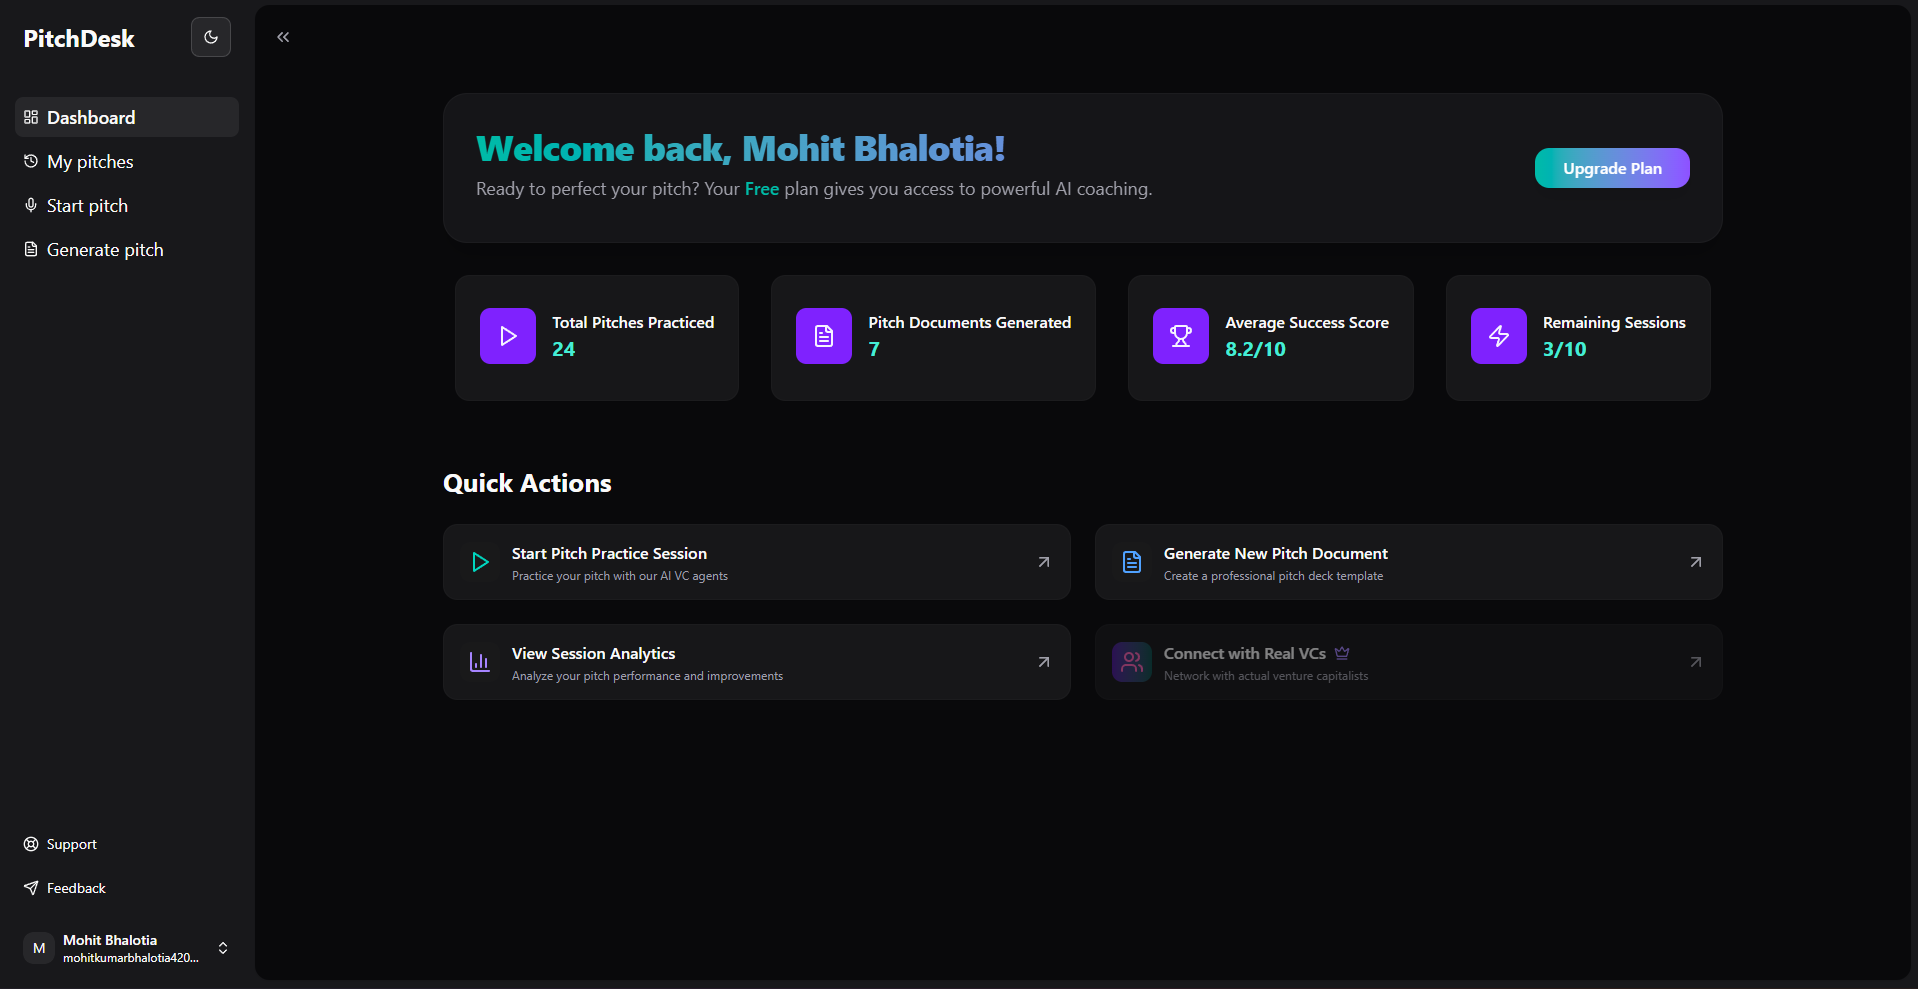 PitchDesk
Dashboard
My pitches
Start pitch
Generate pitch
Support
Feedback
M
Mohit Bhalotia
mohitkumarbhalotia420...
Welcome back, Mohit Bhalotia!
Ready to perfect your pitch? Your Free plan gives you access to powerful AI coaching.
Upgrade Plan
Total Pitches Practiced
24
Pitch Documents Generated
7
Average Success Score
8.2/10
Remaining Sessions
3/10
Quick Actions
Start Pitch Practice Session
Practice your pitch with our AI VC agents
Generate New Pitch Document
Create a professional pitch deck template
View Session Analytics
Analyze your pitch performance and improvements
Connect with Real VCs
Network with actual venture capitalists